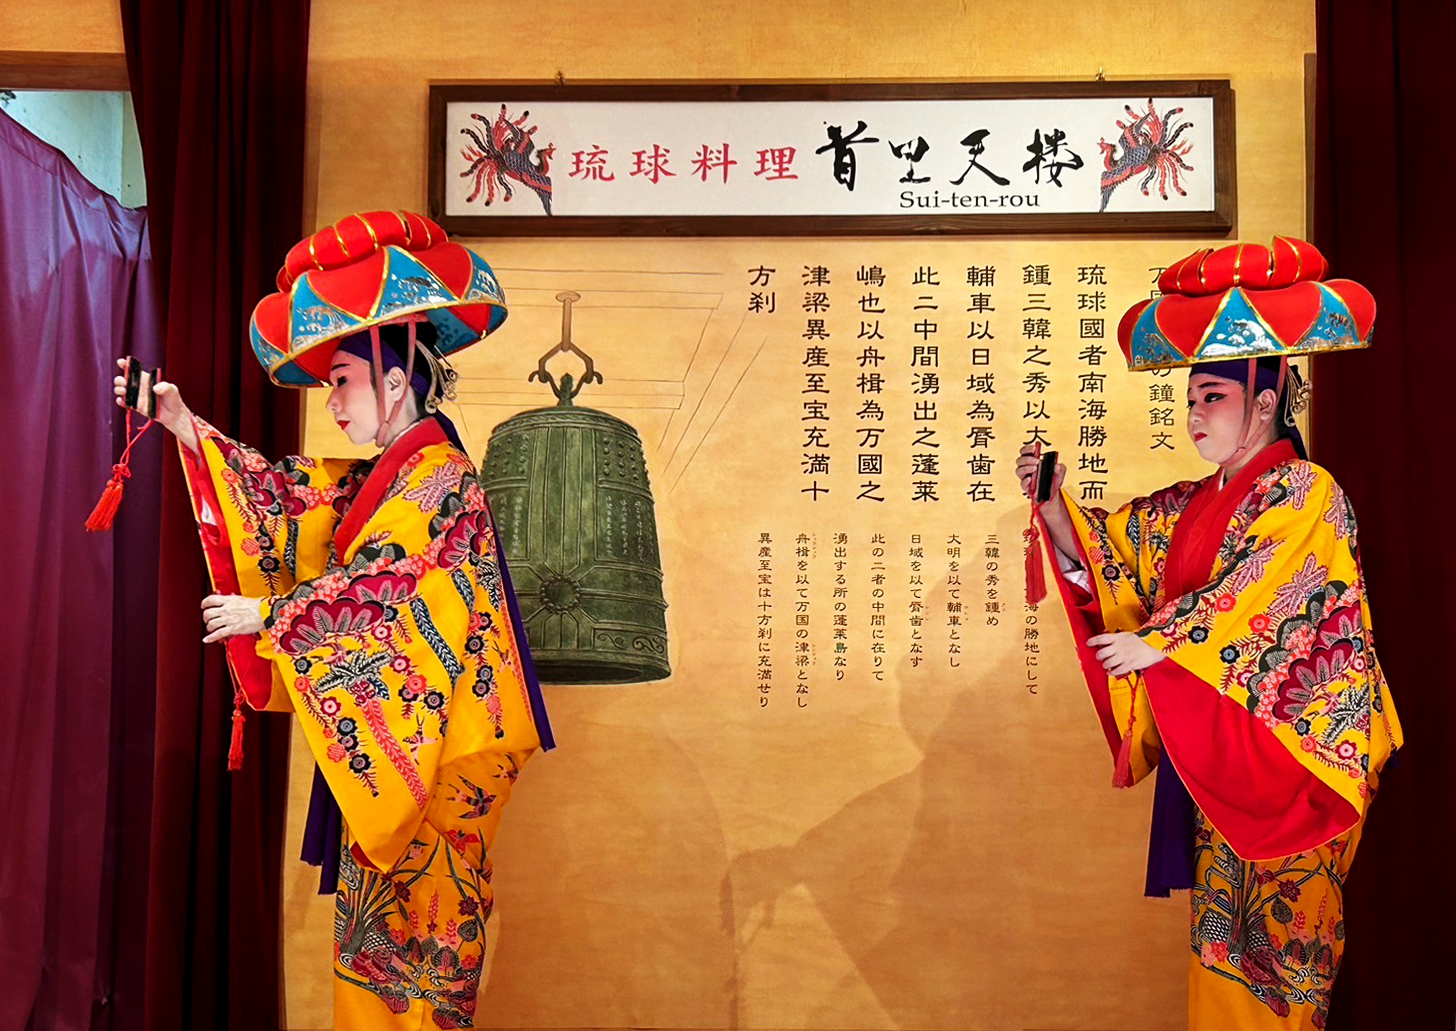 琉球料理 首里天楼
Sui-ten-rou
の鐘銘文
琉球國者南海勝地而
鍾三韓之秀以大
輔車以日域為脣歯在
此二中間湧出之蓬莱
嶋也以舟楫為万國之
津梁異産至宝充満十
方刹
海の勝地にして
三韓の秀を鍾め
大明を以て輔車となし
日域を以て脣歯となす
此の二者の中間に在りて
湧出する所の蓬莱島なり
舟楫を以て万国の津梁となし
異産至宝は十方刹に充満せり